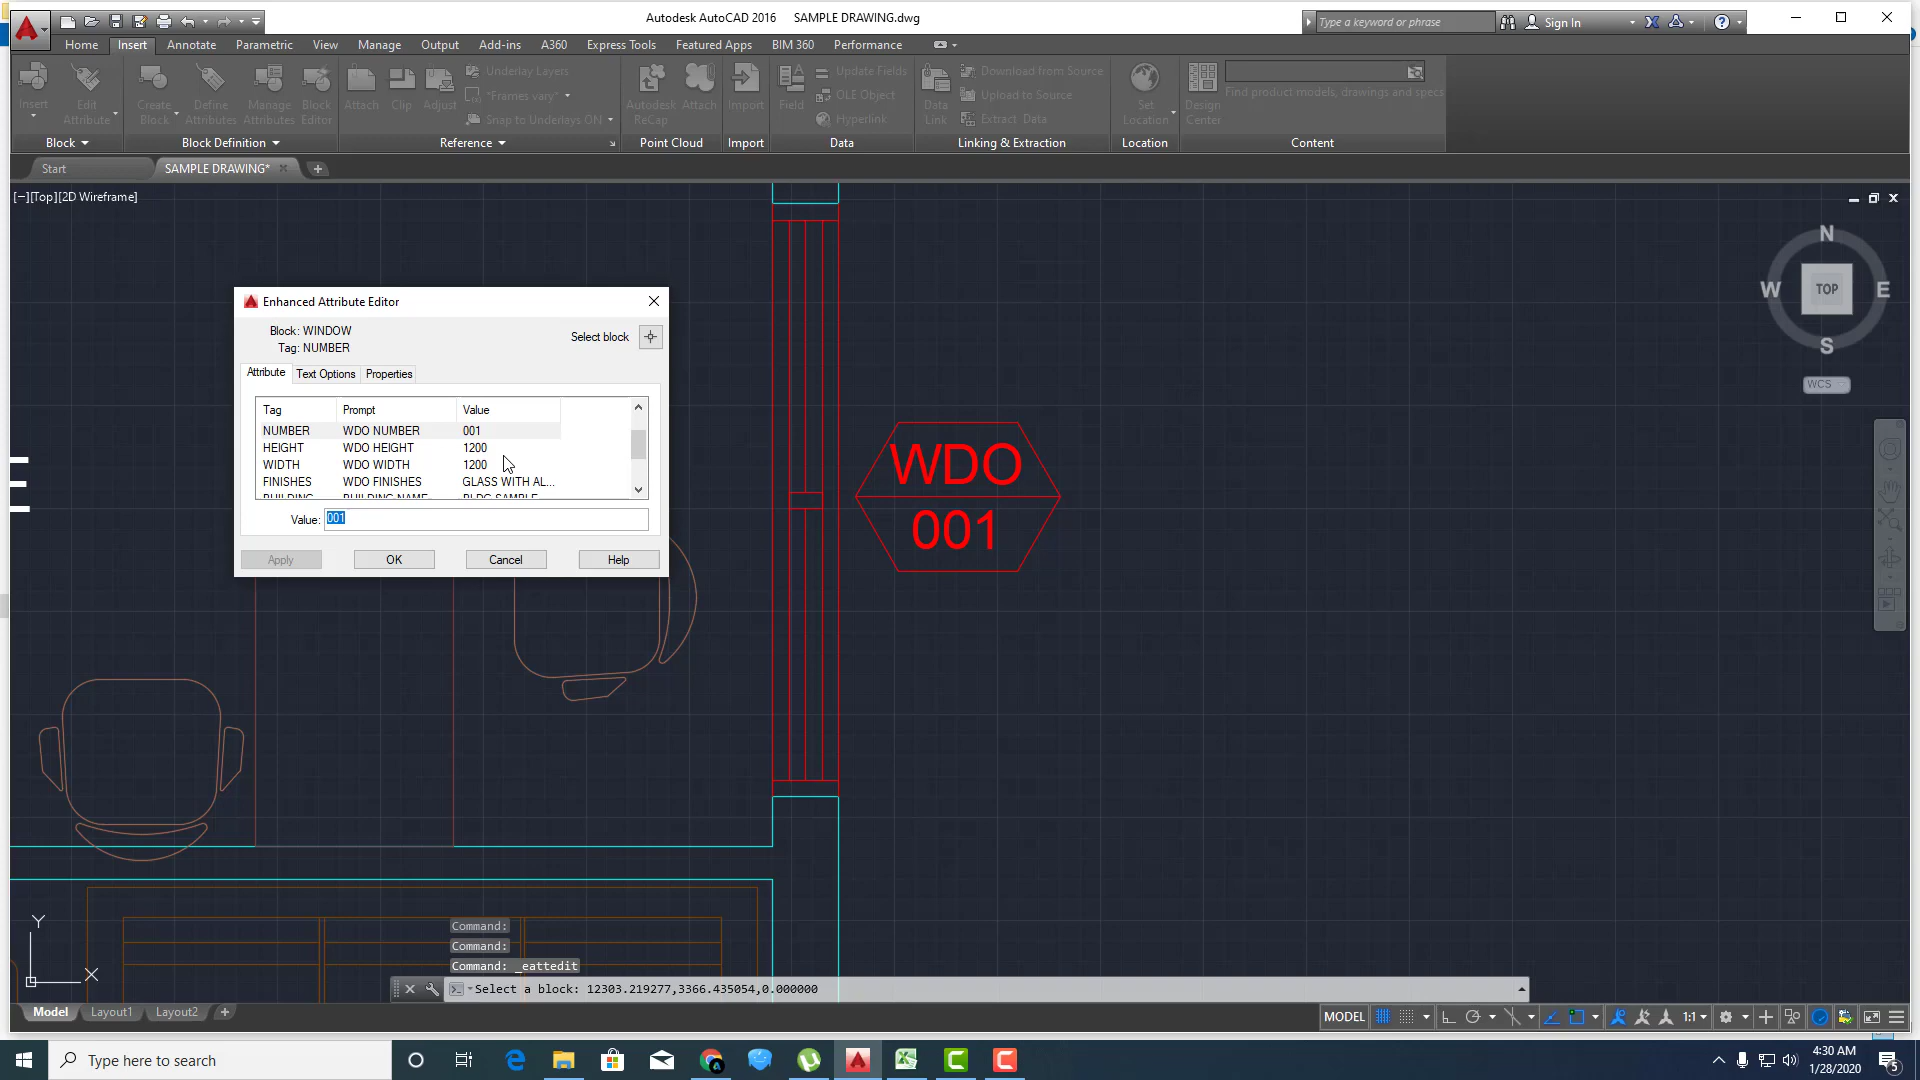 Autodesk AutoCAD 2016 SAMPLE DRAWING.dwg
Type a keyword or phrase
Sign In
Home Insert Annotate Parametric View Manage Output Add-ins A360 Express Tools Featured Apps BIM 360 Performance
Insert
Edit
Attribute
Create
Block
Define
Attributes
Manage
Attributes
Block
Editor
Attach
Clip
Adjust
Underlay Layers
*Frames vary*
Snap to Underlays ON
Autodesk
ReCap
Attach
Import
Field
Update Fields
OLE Object
Hyperlink
Data
Link
Download from Source
Upload to Source
Extract Data
Set
Location
Design
Center
Find product models, drawings and specs
Block
Block Definition
Reference
Point Cloud
Import
Data
Linking & Extraction
Location
Content
Start
SAMPLE DRAWING*
[−][Top][2D Wireframe]
N
W TOP E
S
WCS
Enhanced Attribute Editor
Block: WINDOW
Tag: NUMBER
Select block
Attribute Text Options Properties
Tag Prompt Value
NUMBER WDO NUMBER 001
HEIGHT WDO HEIGHT 1200
WIDTH WDO WIDTH 1200
FINISHES WDO FINISHES GLASS WITH AL...
BUILDING BUILDING NAME BLDG SAMPLE
Value: 001
Apply OK Cancel Help
WDO
001
Y
X
Command:
Command:
Command: _eattedit
Select a block: 12303.219277,3366.435054,0.000000
Model Layout1 Layout2
MODEL
1:1
Type here to search
4:30 AM
1/28/2020
5